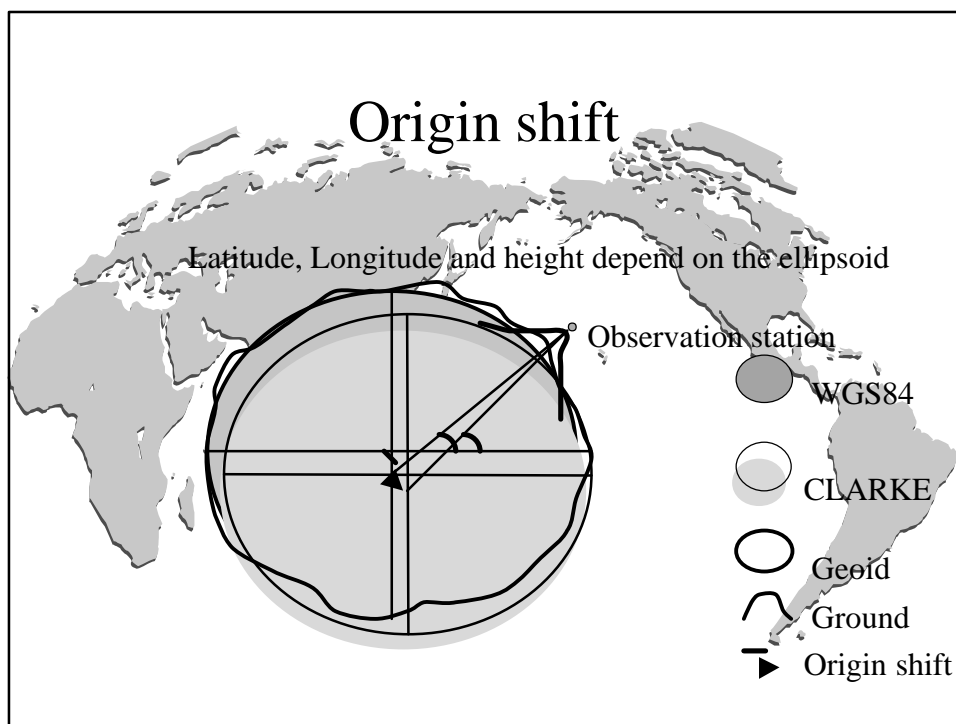 Origin shift
Latitude, Longitude and height depend on the ellipsoid
Observation station
WGS84
CLARKE
Geoid
Ground
Origin shift